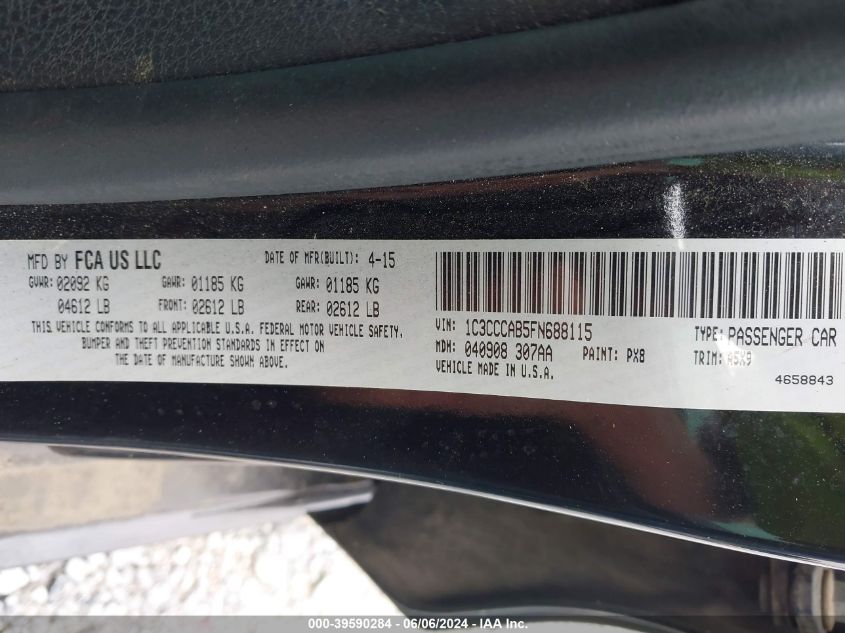 MFD BY FCA US LLC DATE OF MFR(BUILT): 4-15
GVWR: 02092 KG GAWR: 01185 KG GAWR: 01185 KG
04612 LB FRONT: 02612 LB REAR: 02612 LB
THIS VEHICLE CONFORMS TO ALL APPLICABLE U.S.A. FEDERAL MOTOR VEHICLE SAFETY,
BUMPER AND THEFT PREVENTION STANDARDS IN EFFECT ON
THE DATE OF MANUFACTURE SHOWN ABOVE.
VIN: 1C3CCCAB5FN688115 TYPE: PASSENGER CAR
MDH: 040908 307AA PAINT: PX8 TRIM: A5X9
VEHICLE MADE IN U.S.A.
4658843
000-39590284 - 06/06/2024 - IAA Inc.